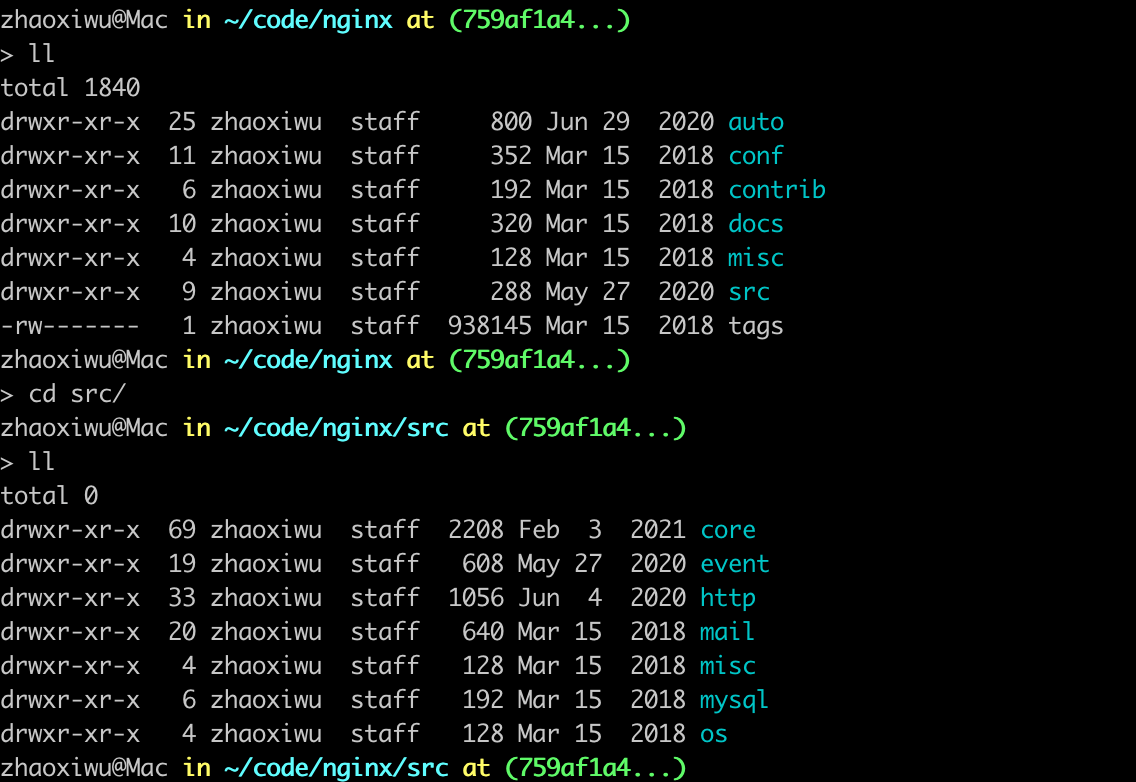 zhaoxiwu@Mac in ~/code/nginx at (759af1a4...)
> ll
total 1840
drwxr-xr-x  25 zhaoxiwu  staff     800 Jun 29  2020 auto
drwxr-xr-x  11 zhaoxiwu  staff     352 Mar 15  2018 conf
drwxr-xr-x   6 zhaoxiwu  staff     192 Mar 15  2018 contrib
drwxr-xr-x  10 zhaoxiwu  staff     320 Mar 15  2018 docs
drwxr-xr-x   4 zhaoxiwu  staff     128 Mar 15  2018 misc
drwxr-xr-x   9 zhaoxiwu  staff     288 May 27  2020 src
-rw-------   1 zhaoxiwu  staff  938145 Mar 15  2018 tags
zhaoxiwu@Mac in ~/code/nginx at (759af1a4...)
> cd src/
zhaoxiwu@Mac in ~/code/nginx/src at (759af1a4...)
> ll
total 0
drwxr-xr-x  69 zhaoxiwu  staff  2208 Feb  3  2021 core
drwxr-xr-x  19 zhaoxiwu  staff   608 May 27  2020 event
drwxr-xr-x  33 zhaoxiwu  staff  1056 Jun  4  2020 http
drwxr-xr-x  20 zhaoxiwu  staff   640 Mar 15  2018 mail
drwxr-xr-x   4 zhaoxiwu  staff   128 Mar 15  2018 misc
drwxr-xr-x   6 zhaoxiwu  staff   192 Mar 15  2018 mysql
drwxr-xr-x   4 zhaoxiwu  staff   128 Mar 15  2018 os
zhaoxiwu@Mac in ~/code/nginx/src at (759af1a4...)